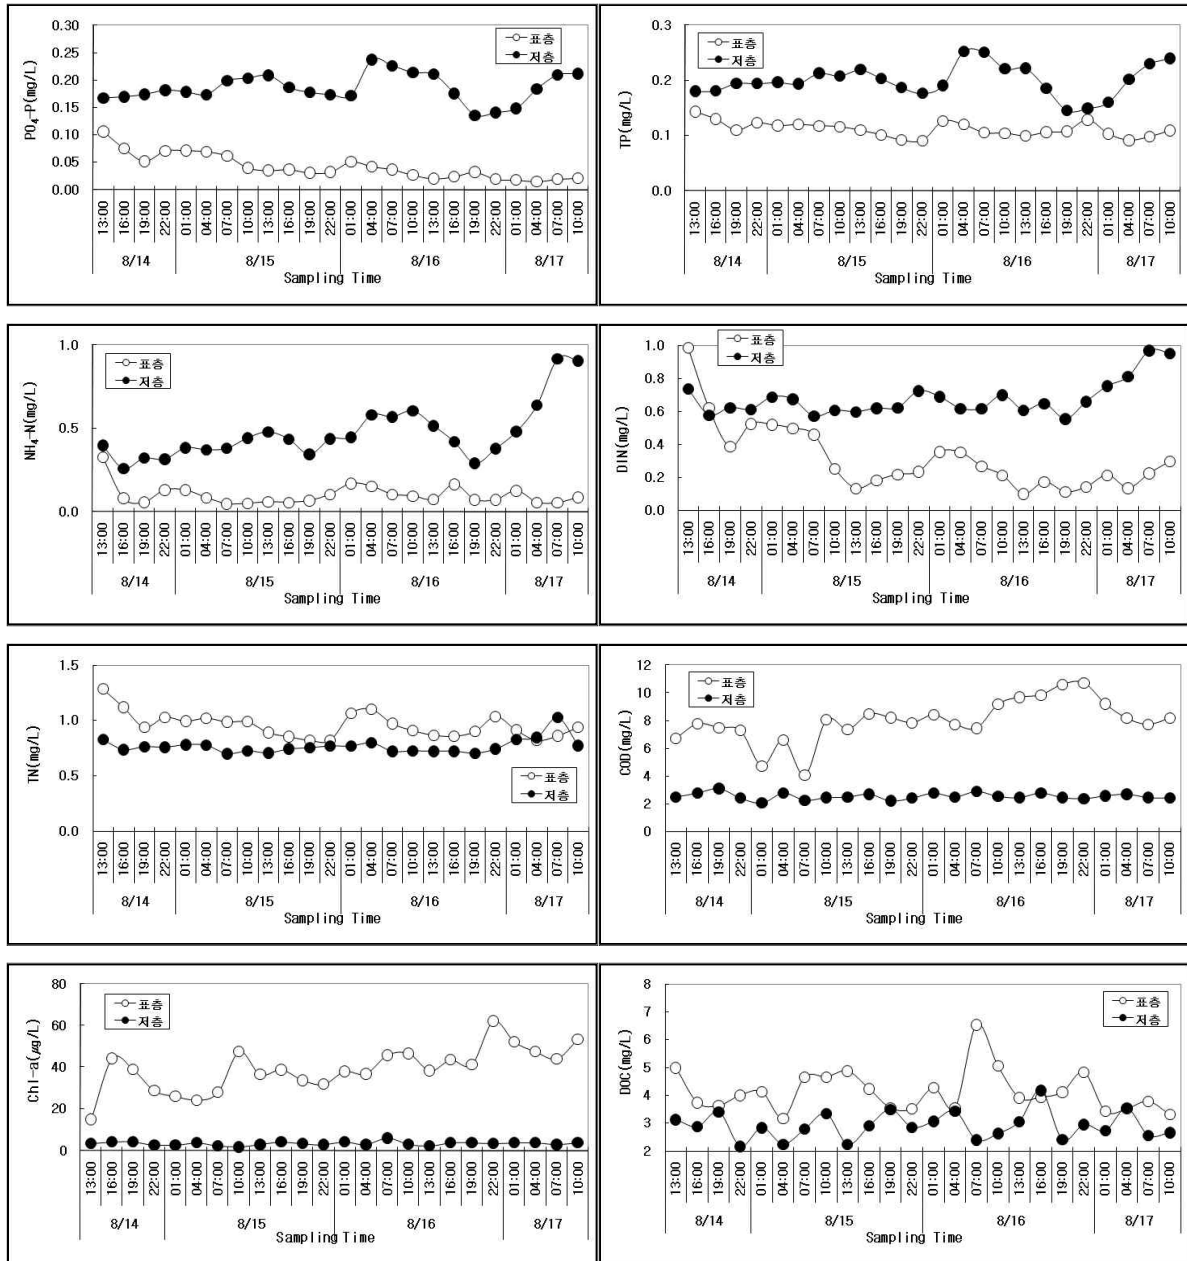 PO₄-P(mg/L)
0.30
0.25
0.20
0.15
0.10
0.05
0.00
표층
저층
13:00 16:00 19:00 22:00 01:00 04:00 07:00 10:00 13:00 16:00 19:00 22:00 01:00 04:00 07:00 10:00 13:00 16:00 19:00 22:00 01:00 04:00 07:00 10:00
8/14 8/15 8/16 8/17
Sampling Time
TP(mg/L)
0.3
0.2
0.1
0.0
표층
저층
13:00 16:00 19:00 22:00 01:00 04:00 07:00 10:00 13:00 16:00 19:00 22:00 01:00 04:00 07:00 10:00 13:00 16:00 19:00 22:00 01:00 04:00 07:00 10:00
8/14 8/15 8/16 8/17
Sampling Time
NH₄-N(mg/L)
1.0
0.5
0.0
표층
저층
13:00 16:00 19:00 22:00 01:00 04:00 07:00 10:00 13:00 16:00 19:00 22:00 01:00 04:00 07:00 10:00 13:00 16:00 19:00 22:00 01:00 04:00 07:00 10:00
8/14 8/15 8/16 8/17
Sampling Time
DIN(mg/L)
1.0
0.8
0.6
0.4
0.2
0.0
표층
저층
13:00 16:00 19:00 22:00 01:00 04:00 07:00 10:00 13:00 16:00 19:00 22:00 01:00 04:00 07:00 10:00 13:00 16:00 19:00 22:00 01:00 04:00 07:00 10:00
8/14 8/15 8/16 8/17
Sampling Time
TN(mg/L)
1.5
1.0
0.5
0.0
표층
저층
13:00 16:00 19:00 22:00 01:00 04:00 07:00 10:00 13:00 16:00 19:00 22:00 01:00 04:00 07:00 10:00 13:00 16:00 19:00 22:00 01:00 04:00 07:00 10:00
8/14 8/15 8/16 8/17
Sampling Time
COD(mg/L)
12
10
8
6
4
2
0
표층
저층
13:00 16:00 19:00 22:00 01:00 04:00 07:00 10:00 13:00 16:00 19:00 22:00 01:00 04:00 07:00 10:00 13:00 16:00 19:00 22:00 01:00 04:00 07:00 10:00
8/14 8/15 8/16 8/17
Sampling Time
Chl-a(μg/L)
80
60
40
20
0
표층
저층
13:00 16:00 19:00 22:00 01:00 04:00 07:00 10:00 13:00 16:00 19:00 22:00 01:00 04:00 07:00 10:00 13:00 16:00 19:00 22:00 01:00 04:00 07:00 10:00
8/14 8/15 8/16 8/17
Sampling Time
DOC(mg/L)
8
7
6
5
4
3
2
표층
저층
13:00 16:00 19:00 22:00 01:00 04:00 07:00 10:00 13:00 16:00 19:00 22:00 01:00 04:00 07:00 10:00 13:00 16:00 19:00 22:00 01:00 04:00 07:00 10:00
8/14 8/15 8/16 8/17
Sampling Time